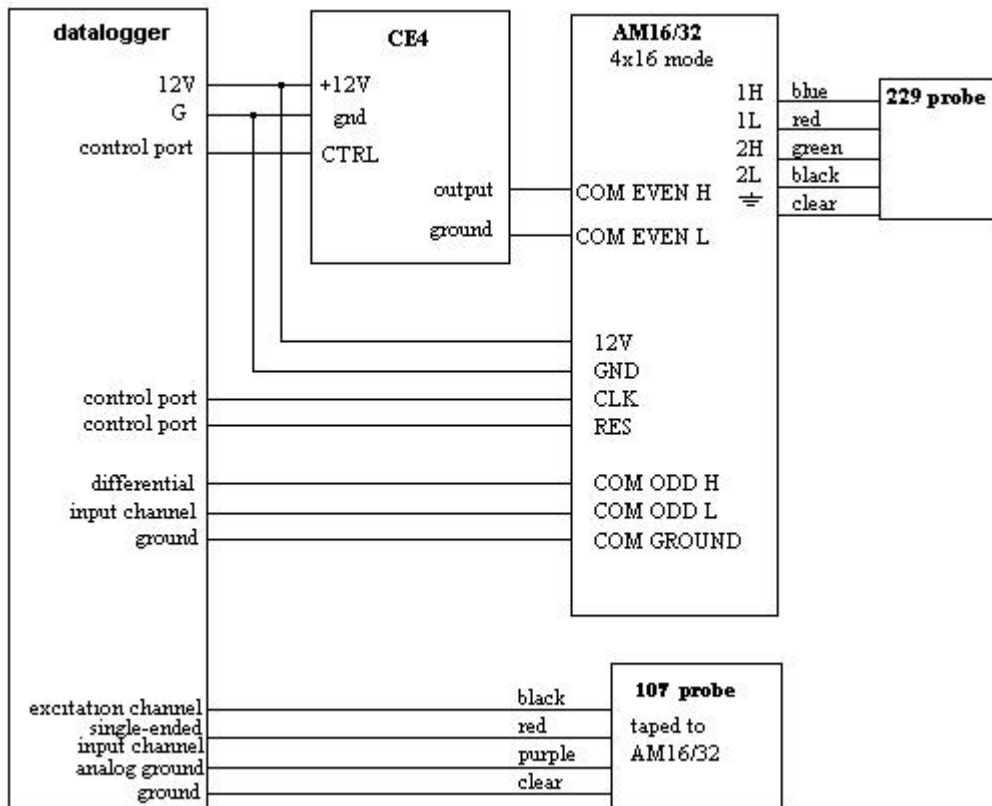 datalogger
12V
G
control port
control port
control port
differential
input channel
ground
excitation channel
single-ended
input channel
analog ground
ground
CE4
+12V
gnd
CTRL
output
ground
AM16/32
4x16 mode
1H
1L
2H
2L
COM EVEN H
COM EVEN L
12V
GND
CLK
RES
COM ODD H
COM ODD L
COM GROUND
blue
red
green
black
clear
229 probe
black
red
purple
clear
107 probe
taped to
AM16/32